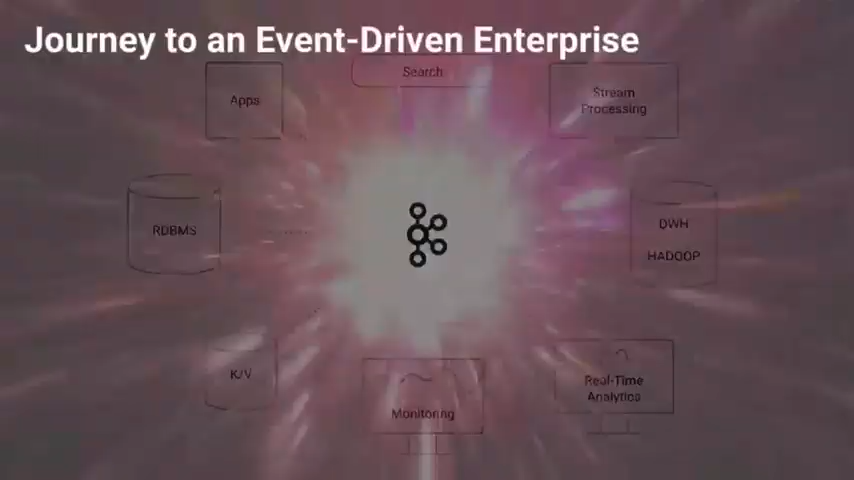 Journey to an Event-Driven Enterprise
Search
Apps
Stream
Processing
RDBMS
DWH
HADOOP
K/V
Real-Time
Analytics
Monitoring